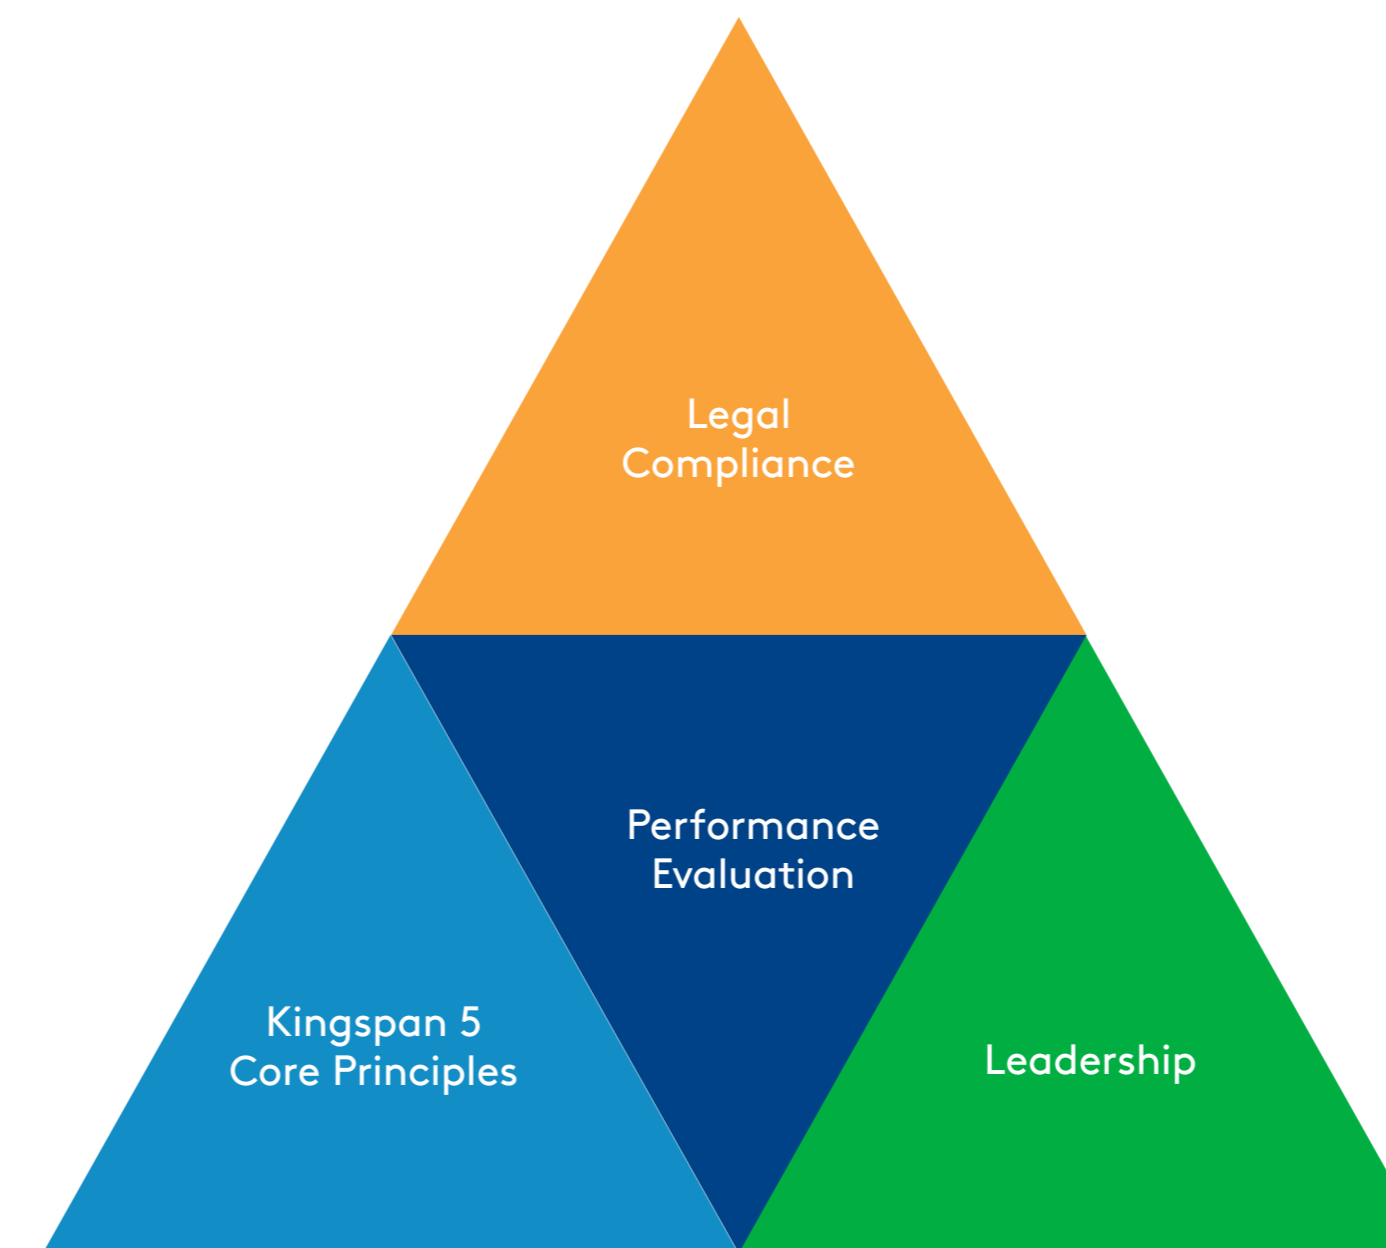 Legal
Compliance
Performance
Evaluation
Kingspan 5
Core Principles
Leadership